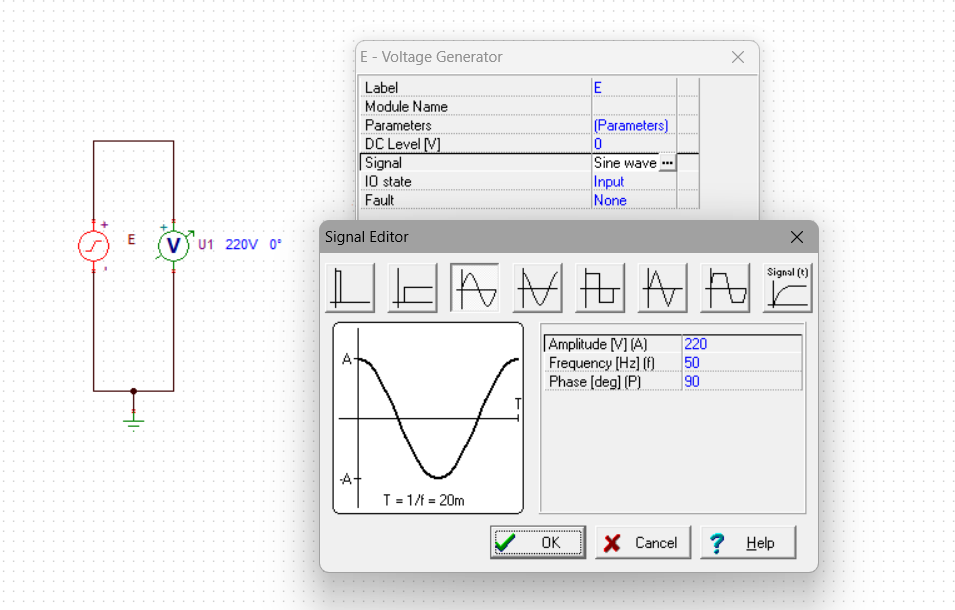 E - Voltage Generator
Label E
Module Name
Parameters (Parameters)
DC Level [V] 0
Signal Sine wave ...
IO state Input
Fault None
+ E + V U1 220V 0°
Signal Editor
Signal (t)
A
T
-A
T = 1/f = 20m
Amplitude [V] (A) 220
Frequency [Hz] (f) 50
Phase [deg] (P) 90
OK Cancel ? Help